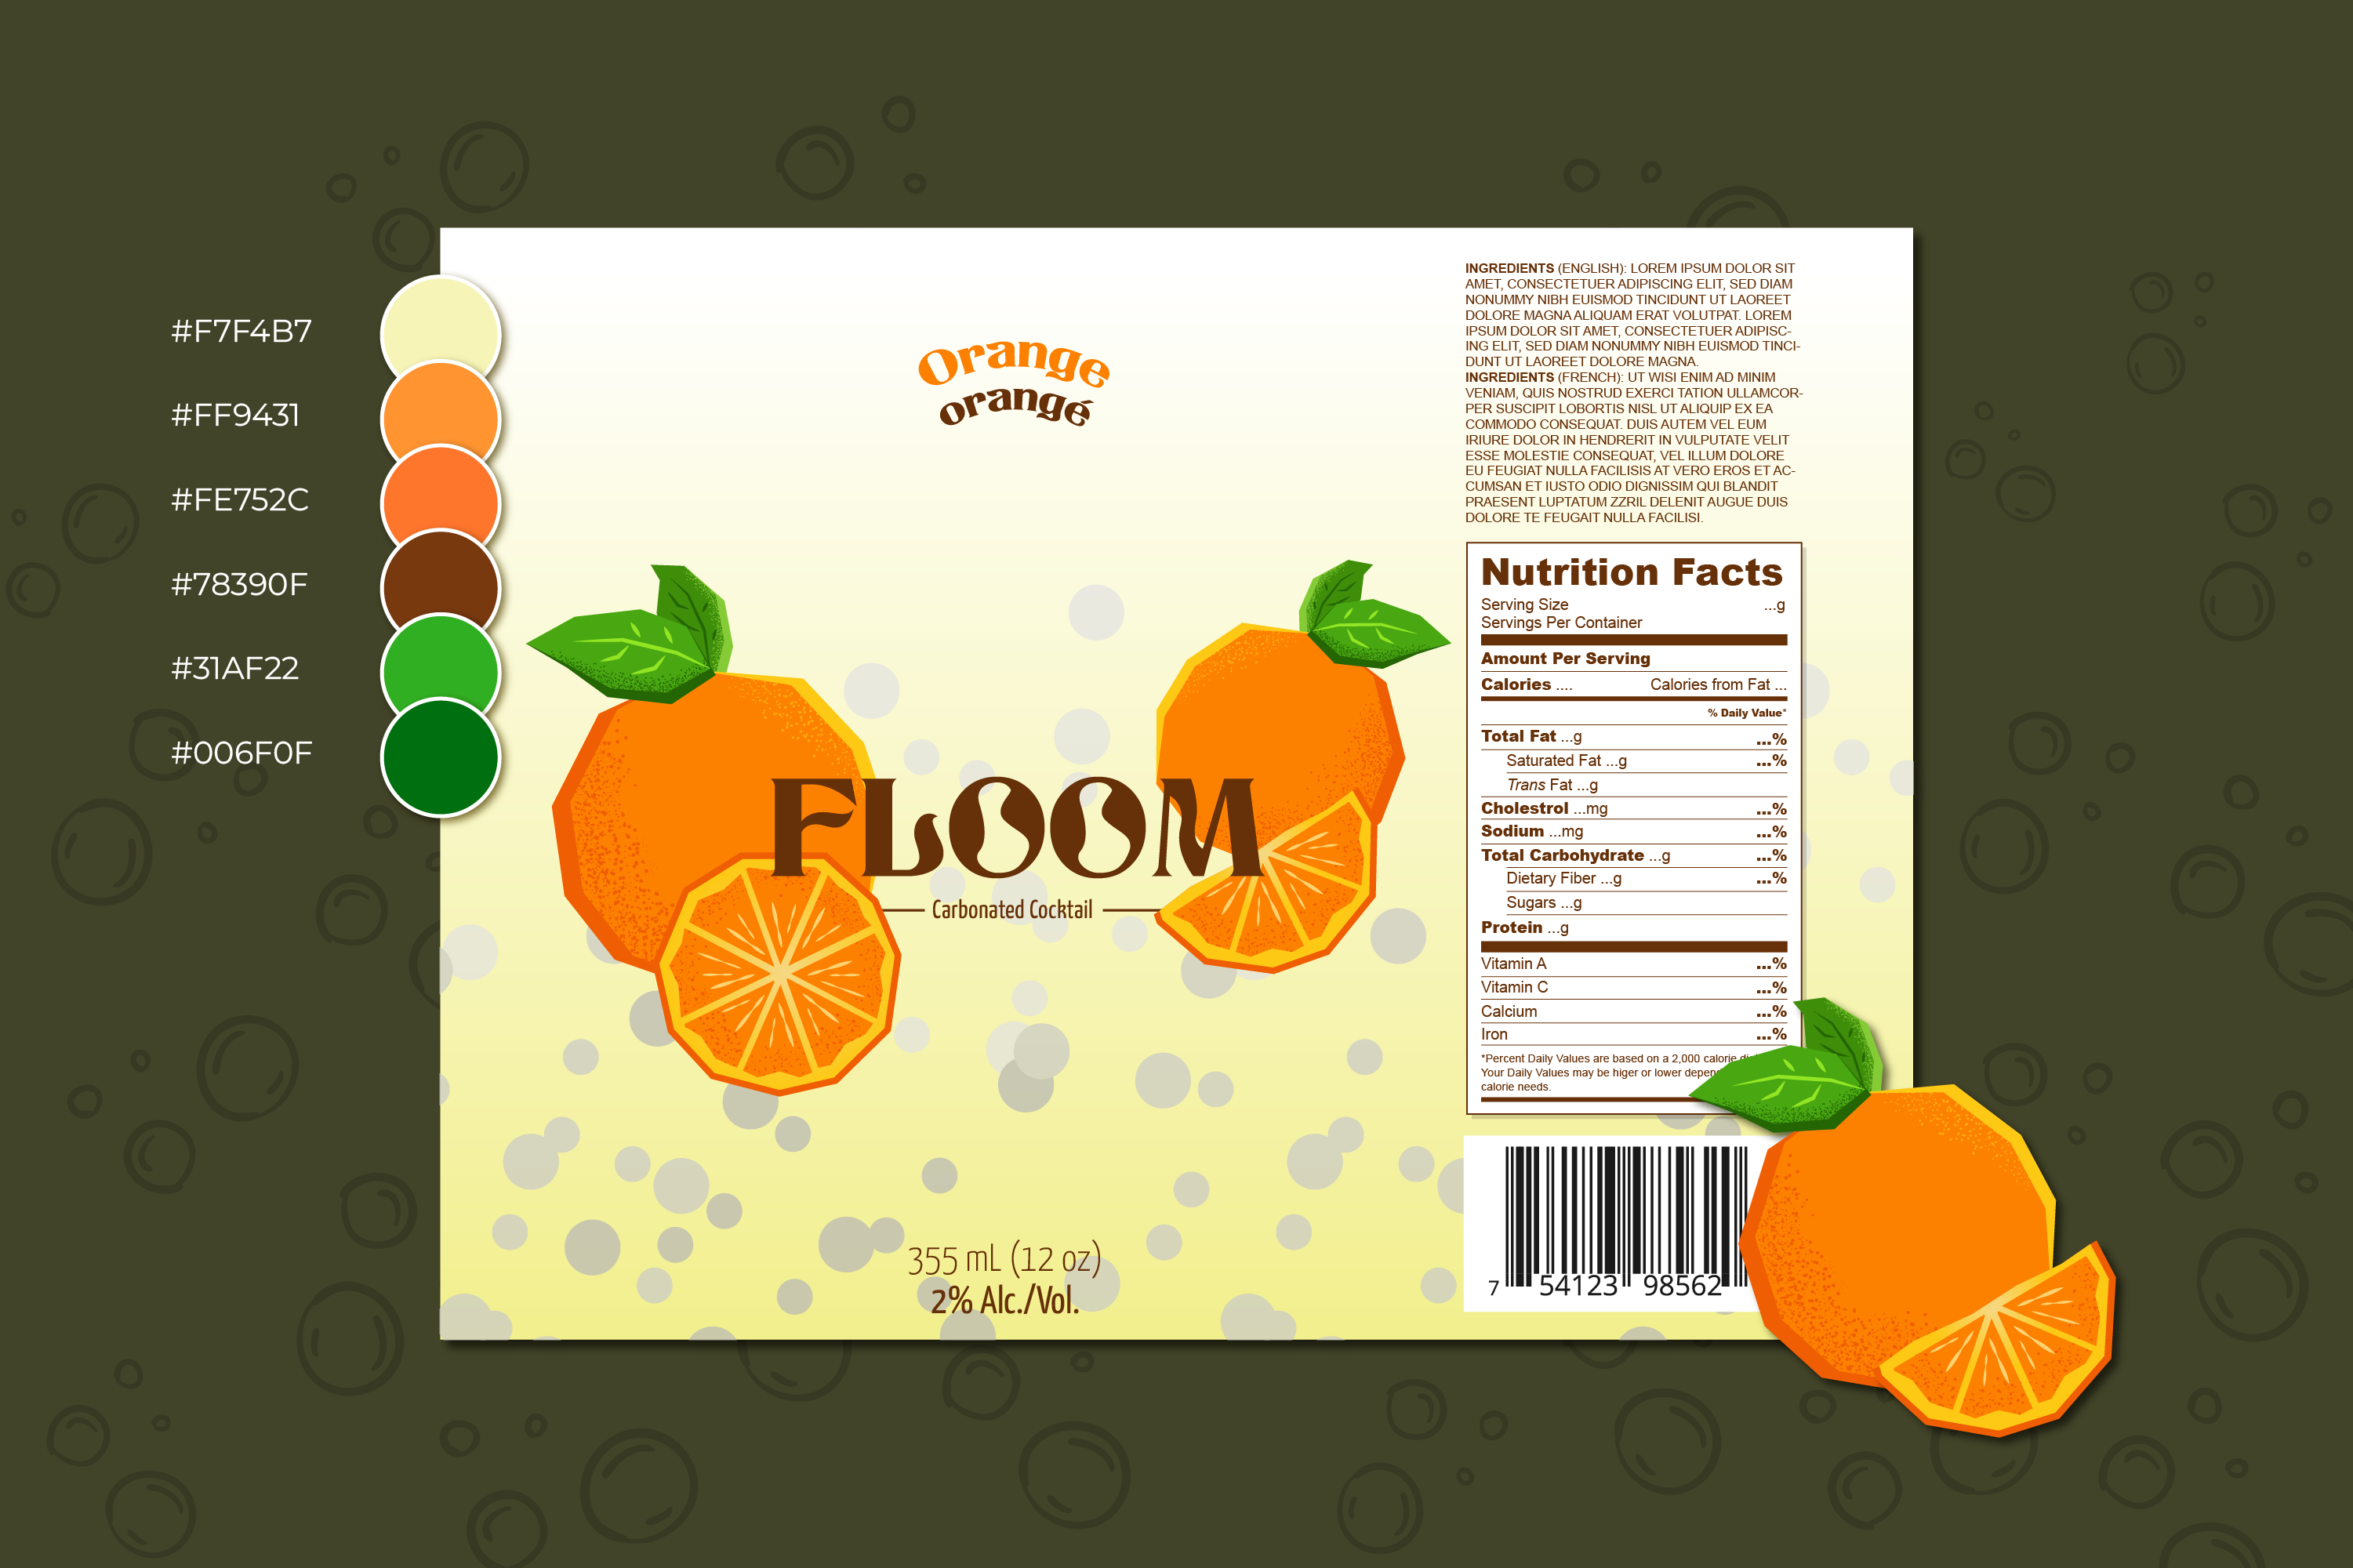 #F7F4B7
#FF9431
#FE752C
#78390F
#31AF22
#006F0F
Orange
orangé
FLOOM
Carbonated Cocktail
355 mL (12 oz)
2% Alc./Vol.
INGREDIENTS (ENGLISH): LOREM IPSUM DOLOR SIT
AMET, CONSECTETUER ADIPISCING ELIT, SED DIAM
NONUMMY NIBH EUISMOD TINCIDUNT UT LAOREET
DOLORE MAGNA ALIQUAM ERAT VOLUTPAT. LOREM
IPSUM DOLOR SIT AMET, CONSECTETUER ADIPISC-
ING ELIT, SED DIAM NONUMMY NIBH EUISMOD TINCI-
DUNT UT LAOREET DOLORE MAGNA.
INGREDIENTS (FRENCH): UT WISI ENIM AD MINIM
VENIAM, QUIS NOSTRUD EXERCI TATION ULLAMCOR-
PER SUSCIPIT LOBORTIS NISL UT ALIQUIP EX EA
COMMODO CONSEQUAT. DUIS AUTEM VEL EUM
IRIURE DOLOR IN HENDRERIT IN VULPUTATE VELIT
ESSE MOLESTIE CONSEQUAT, VEL ILLUM DOLORE
EU FEUGIAT NULLA FACILISIS AT VERO EROS ET AC-
CUMSAN ET IUSTO ODIO DIGNISSIM QUI BLANDIT
PRAESENT LUPTATUM ZZRIL DELENIT AUGUE DUIS
DOLORE TE FEUGAIT NULLA FACILISI.
Nutrition Facts
Serving Size ...g
Servings Per Container
Amount Per Serving
Calories .... Calories from Fat ...
% Daily Value*
Total Fat ...g ...%
Saturated Fat ...g ...%
Trans Fat ...g
Cholestrol ...mg ...%
Sodium ...mg ...%
Total Carbohydrate ...g ...%
Dietary Fiber ...g ...%
Sugars ...g
Protein ...g
Vitamin A ...%
Vitamin C ...%
Calcium ...%
Iron ...%
*Percent Daily Values are based on a 2,000 calorie
Your Daily Values may be higer or lower
calorie needs.
7 54123 98562